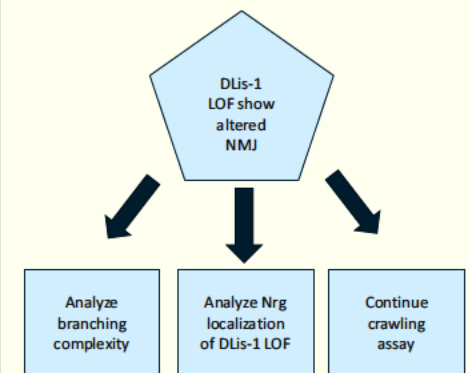 DLis-1
LOF show
altered
NMJ
Analyze
branching
complexity
Analyze Nrg
localization
of DLis-1 LOF
Continue
crawling
assay